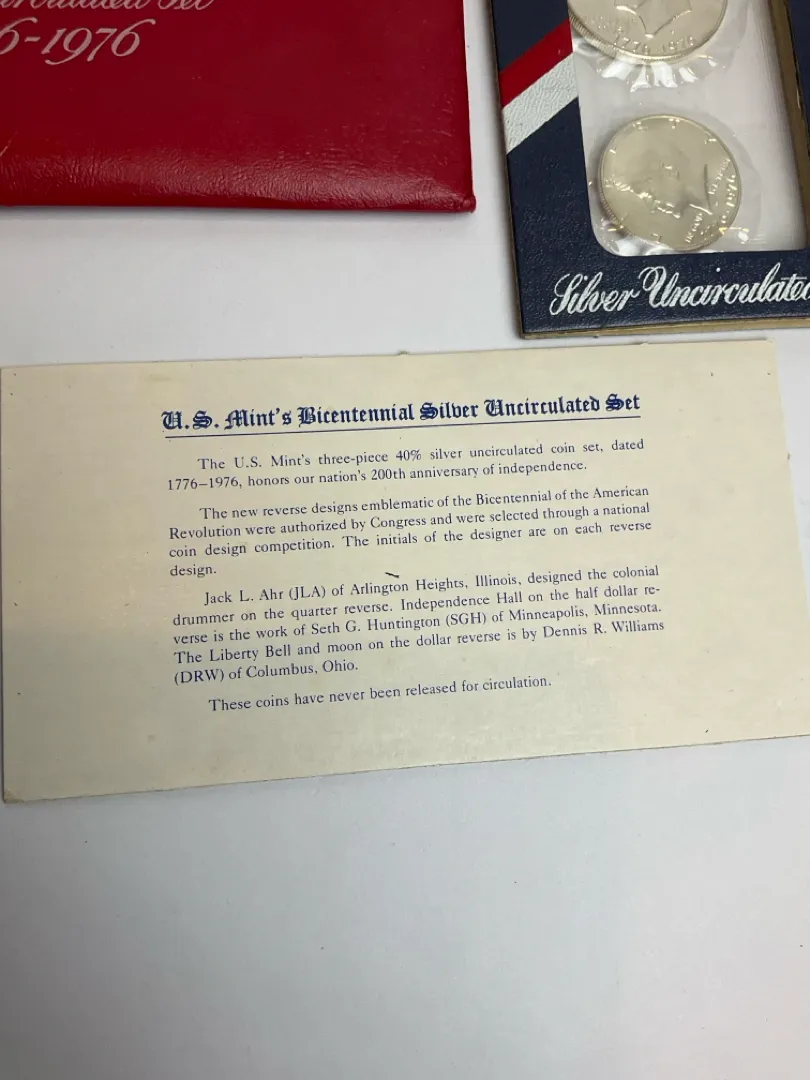 6-1976
1776-1976
Silver Uncirculated
U.S. Mint's Bicentennial Silver Uncirculated Set
The U.S. Mint's three-piece 40% silver uncirculated coin set, dated
1776–1976, honors our nation's 200th anniversary of independence.
The new reverse designs emblematic of the Bicentennial of the American
Revolution were authorized by Congress and were selected through a national
coin design competition. The initials of the designer are on each reverse
design.
Jack L. Ahr (JLA) of Arlington Heights, Illinois, designed the colonial
drummer on the quarter reverse. Independence Hall on the half dollar re-
verse is the work of Seth G. Huntington (SGH) of Minneapolis, Minnesota.
The Liberty Bell and moon on the dollar reverse is by Dennis R. Williams
(DRW) of Columbus, Ohio.
These coins have never been released for circulation.